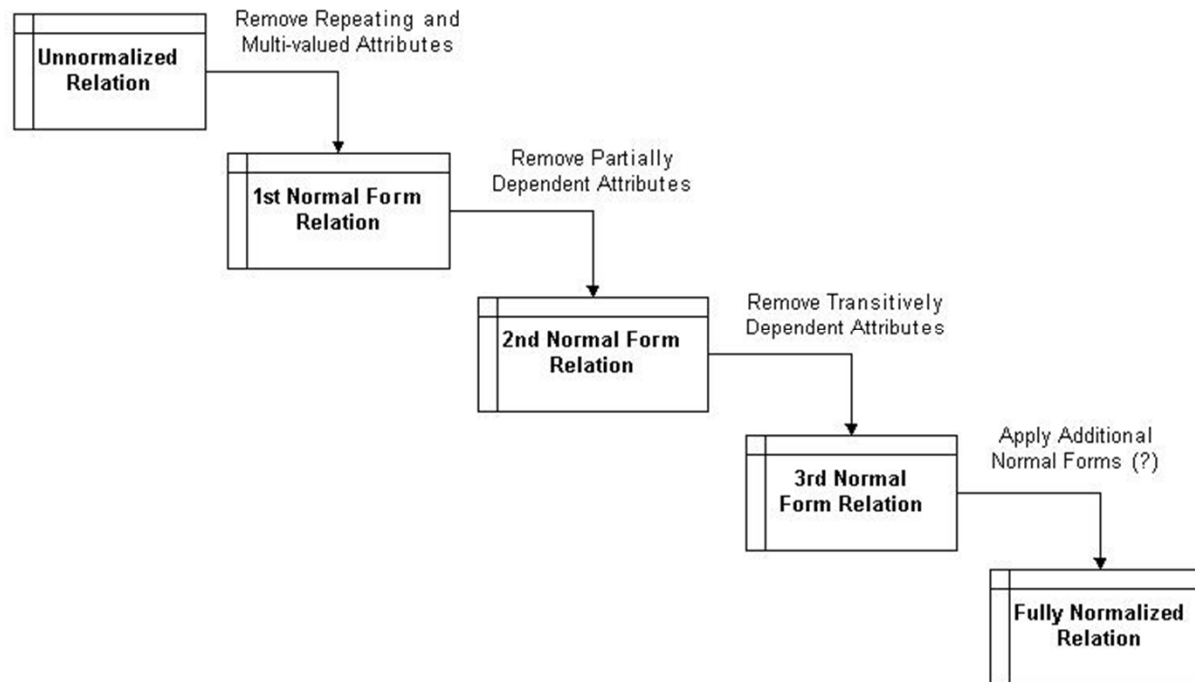 Remove Repeating and
Multi-valued Attributes
Unnormalized
Relation
Remove Partially
Dependent Attributes
1st Normal Form
Relation
Remove Transitively
Dependent Attributes
2nd Normal Form
Relation
Apply Additional
Normal Forms (?)
3rd Normal
Form Relation
Fully Normalized
Relation